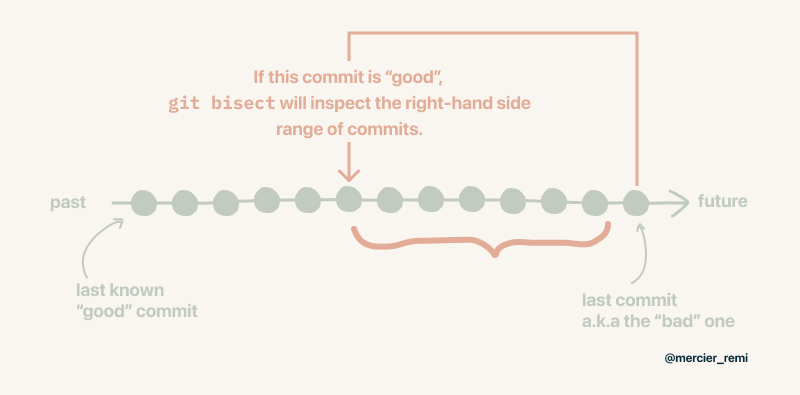 If this commit is “good”,
git bisect will inspect the right-hand side
range of commits.
past
future
last known
“good” commit
last commit
a.k.a the “bad” one
@mercier_remi